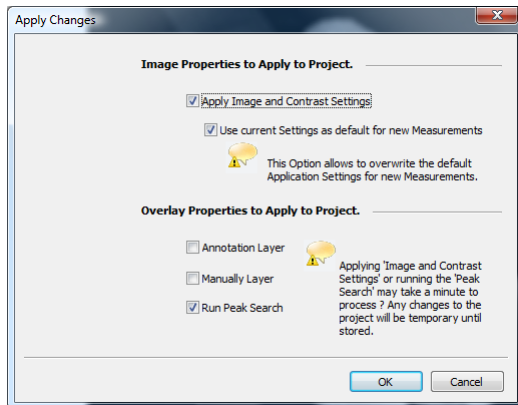 Apply Changes
Image Properties to Apply to Project.
Apply Image and Contrast Settings
Use current Settings as default for new Measurements
This Option allows to overwrite the default
Application Settings for new Measurements.
Overlay Properties to Apply to Project.
Annotation Layer
Manually Layer
Run Peak Search
Applying 'Image and Contrast
Settings' or running the 'Peak
Search' may take a minute to
process ? Any changes to the
project will be temporary until
stored.
OK
Cancel